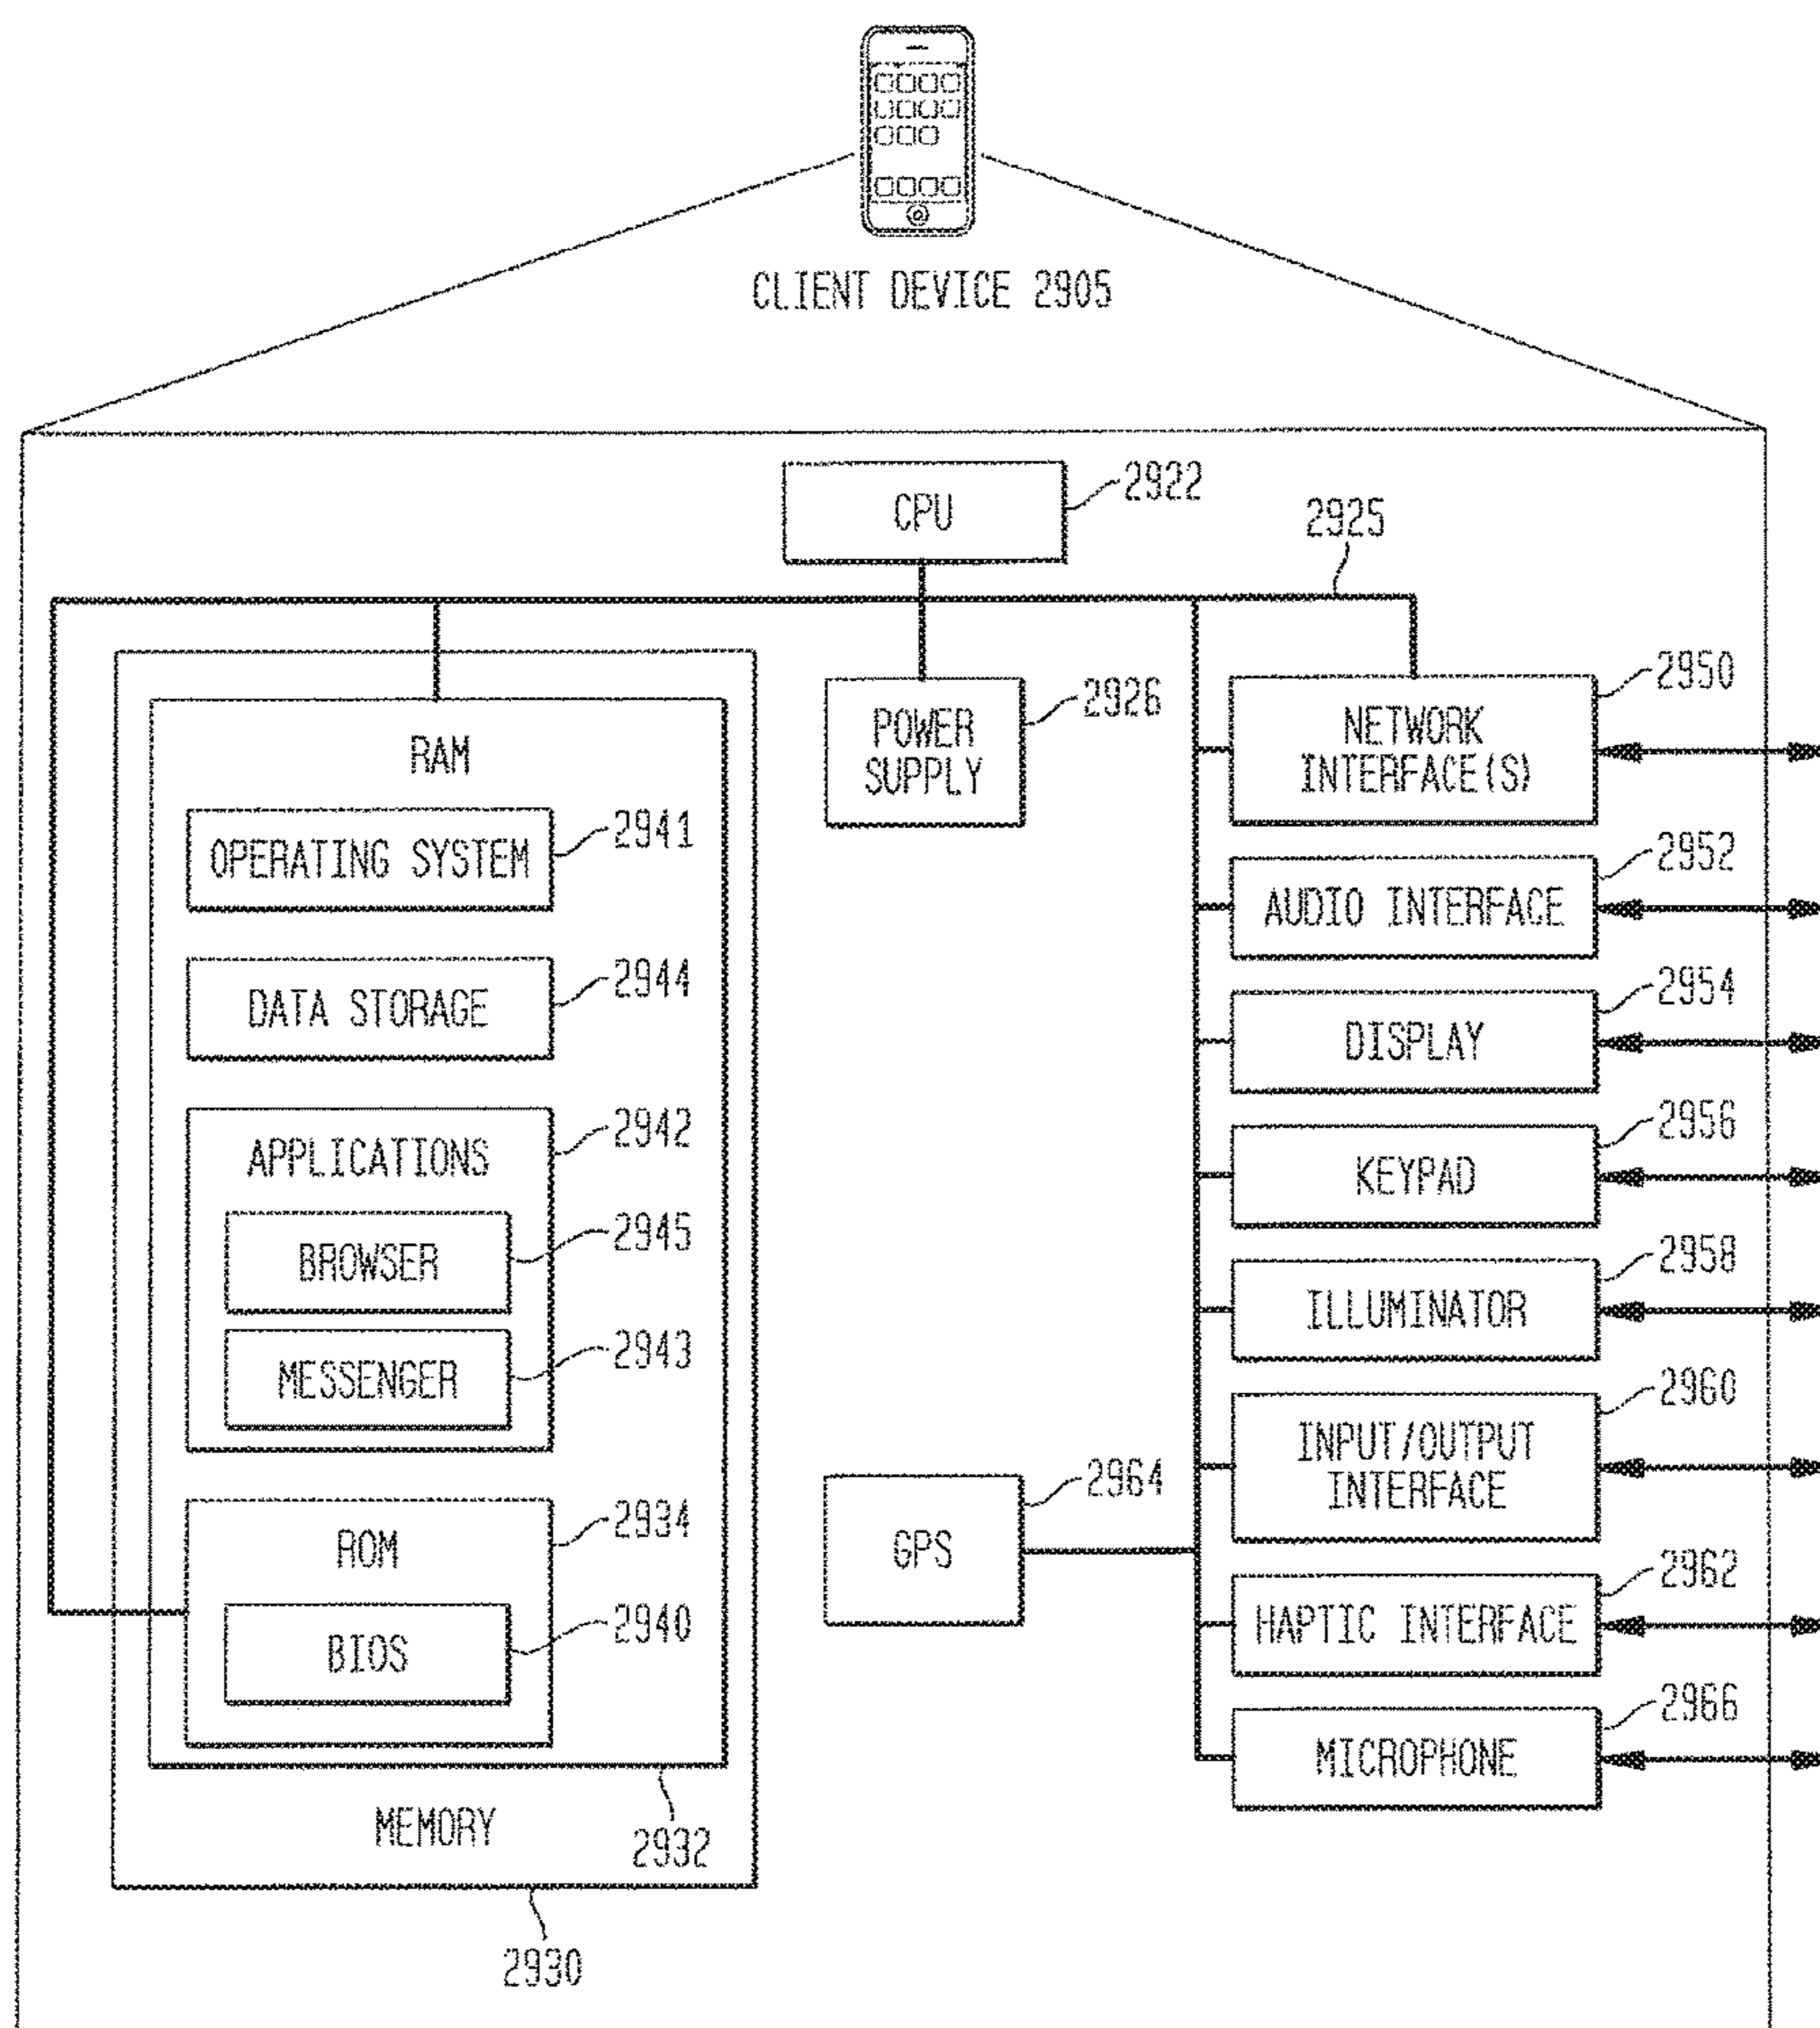 CLIENT DEVICE 2905
CPU
2922
2925
2950
NETWORK
INTERFACE(S)
POWER
SUPPLY
2926
RAM
OPERATING SYSTEM
2941
2952
AUDIO INTERFACE
DATA STORAGE
2944
2954
DISPLAY
APPLICATIONS
2942
2956
KEYPAD
BROWSER
2945
2958
ILLUMINATOR
MESSENGER
2943
2960
INPUT/OUTPUT
INTERFACE
2964
GPS
ROM
2934
2962
HAPTIC INTERFACE
BIOS
2940
2966
MICROPHONE
MEMORY
2932
2930